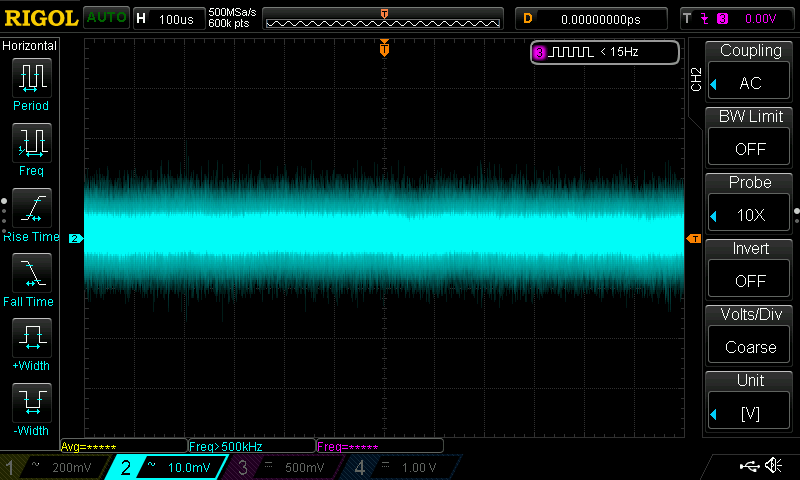 RIGOL AUTO H 100us 500MSa/s 600k pts T D 0.00000000ps T 3 0.00V
Horizontal
Period
Freq
Rise Time
Fall Time
+Width
-Width
3 < 15Hz
T
2
T
CH2
Coupling
AC
BW Limit
OFF
Probe
10X
Invert
OFF
Volts/Div
Coarse
Unit
[V]
Avg=***** Freq>500kHz Freq=*****
1 ~ 200mV 2 ~ 10.0mV 3 = 500mV 4 = 1.00 V